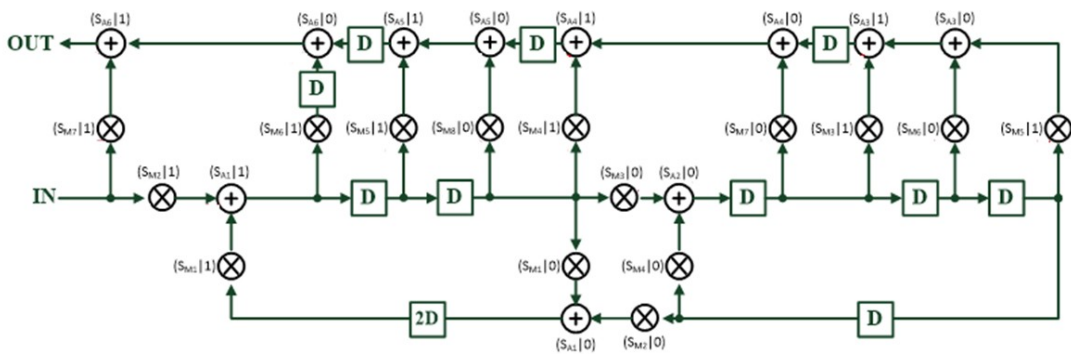 (SA6|1) (SA6|0) (SA5|1) (SA5|0) (SA4|1) (SA4|0) (SA3|1) (SA3|0)
OUT D D D
D
(SM7|1) (SM6|1) (SM5|1) (SM8|0) (SM4|1) (SM7|0) (SM3|1) (SM6|0) (SM5|1)
(SM2|1) (SA1|1) (SM3|0) (SA2|0)
IN D D D D D
(SM1|1) (SM1|0) (SM4|0)
2D D
(SA1|0) (SM2|0)